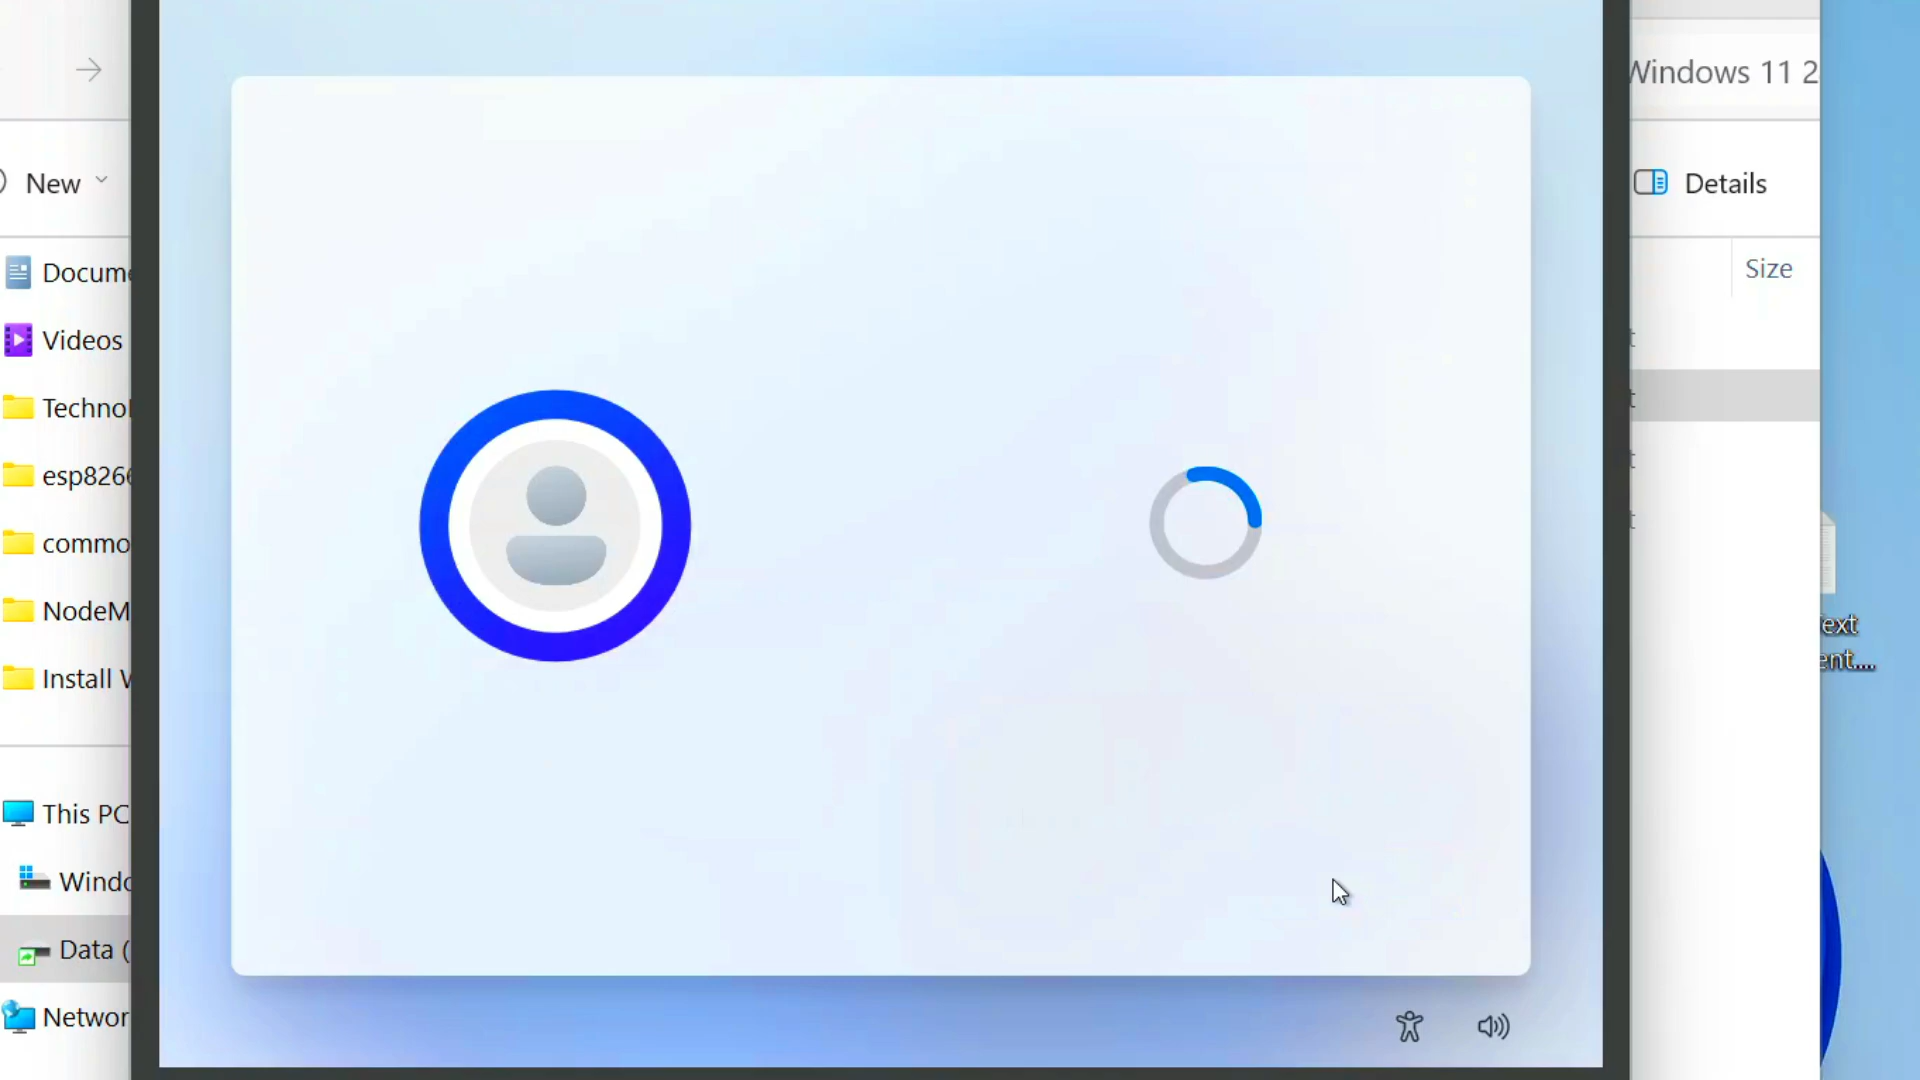 Windows 11 2
New
Details
Docume
Size
Videos
Technol
esp8266
commo
NodeM
ext
Install W
ent....
This PC
Windo
Data (
Networ